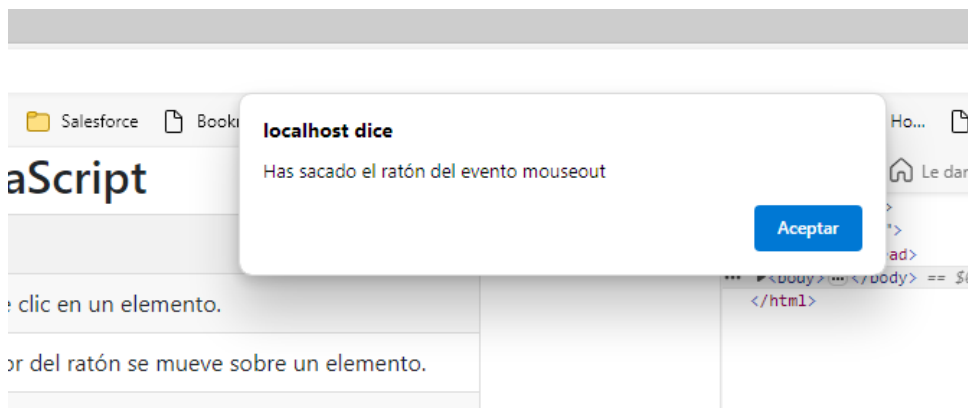 Salesforce
localhost dice
Has sacado el ratón del evento mouseout
Aceptar
Ho...
aScript
clic en un elemento.
del ratón se mueve sobre un elemento.
Le dar
>
">
ad>
<body> ... </body> == $
</html>